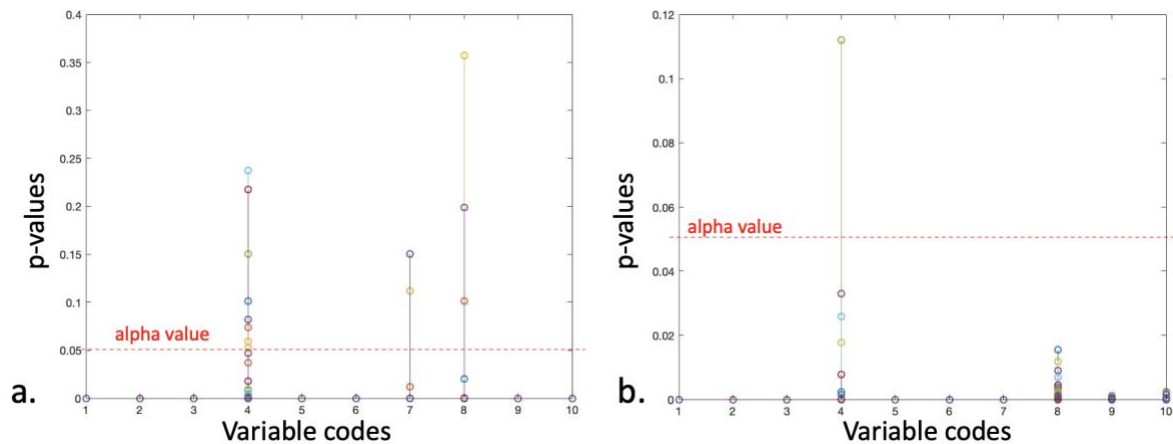 0.4
0.35
0.3
0.25
0.2
0.15
0.1
0.05
0
p-values
alpha value
a.
1 2 3 4 5 6 7 8 9 10
Variable codes
0.12
0.1
0.08
0.06
0.04
0.02
0
p-values
alpha value
b.
1 2 3 4 5 6 7 8 9 10
Variable codes